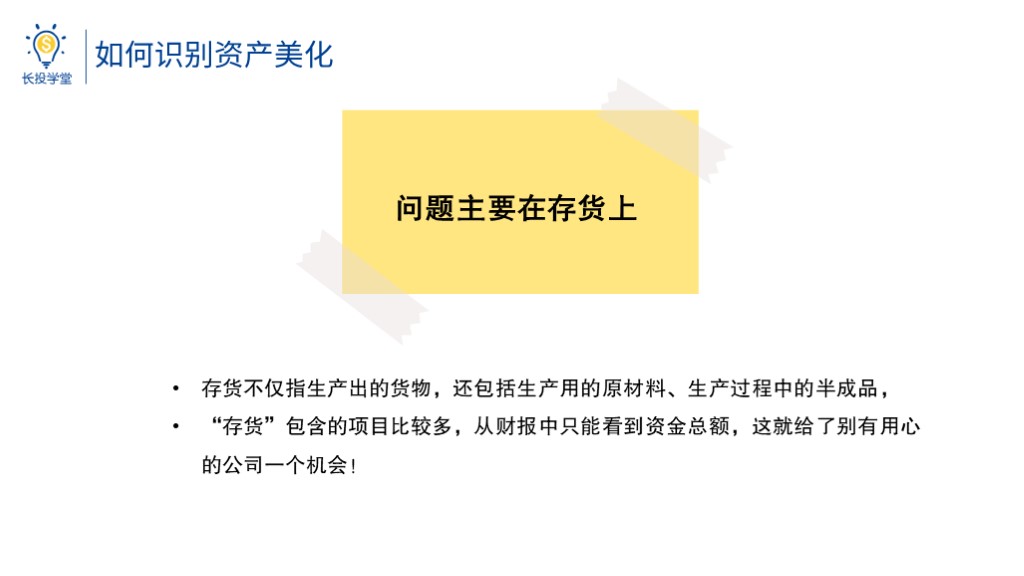 长投学堂
如何识别资产美化
问题主要在存货上
• 存货不仅指生产出的货物，还包括生产用的原材料、生产过程中的半成品，
• “存货”包含的项目比较多，从财报中只能看到资金总额，这就给了别有用心
的公司一个机会！